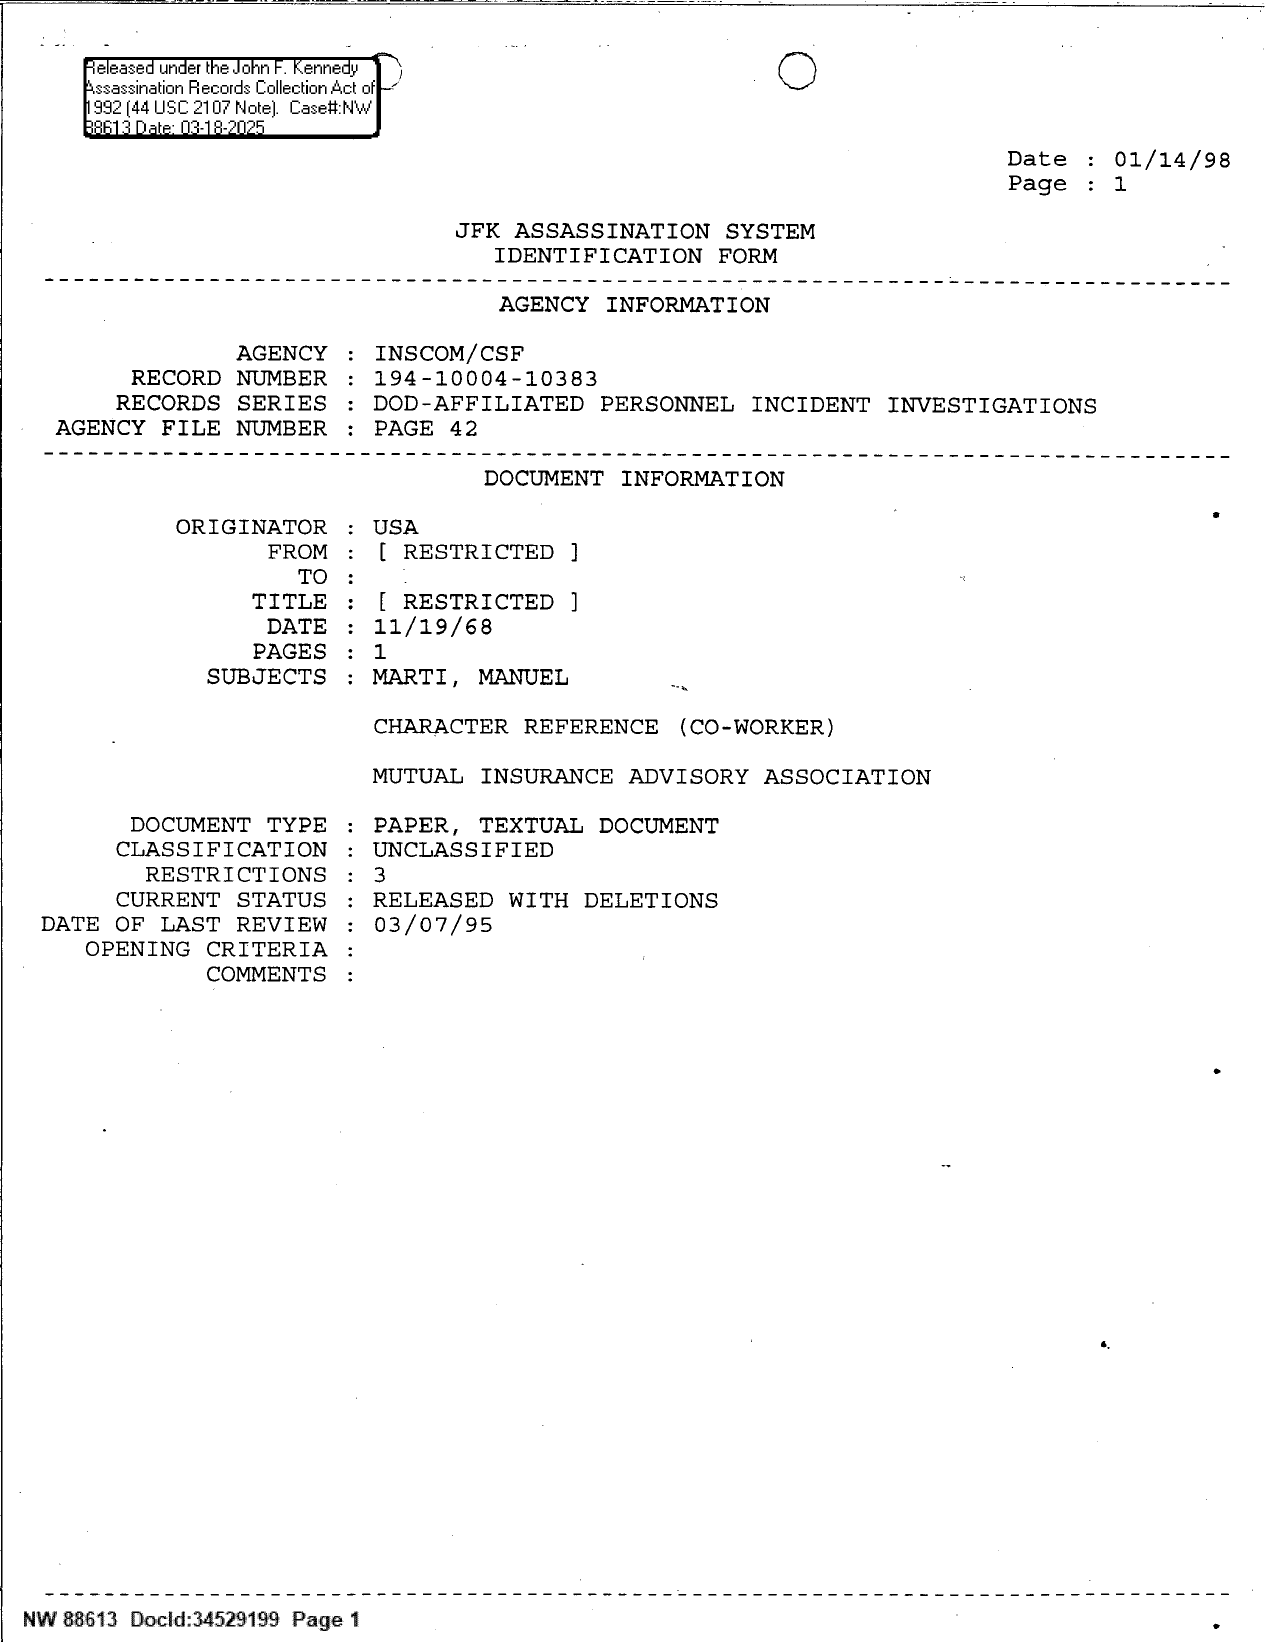 Released under the John F. Kennedy
Assassination Records Collection Act of
1992 (44 USC 2107 Note). Case#:NW
88613 Date: 03-18-2025
Date : 01/14/98
Page : 1
JFK ASSASSINATION SYSTEM
IDENTIFICATION FORM
AGENCY INFORMATION
AGENCY : INSCOM/CSF
RECORD NUMBER : 194-10004-10383
RECORDS SERIES : DOD-AFFILIATED PERSONNEL INCIDENT INVESTIGATIONS
AGENCY FILE NUMBER : PAGE 42
DOCUMENT INFORMATION
ORIGINATOR : USA
FROM : [ RESTRICTED ]
TO :
TITLE : [ RESTRICTED ]
DATE : 11/19/68
PAGES : 1
SUBJECTS : MARTI, MANUEL
CHARACTER REFERENCE (CO-WORKER)
MUTUAL INSURANCE ADVISORY ASSOCIATION
DOCUMENT TYPE : PAPER, TEXTUAL DOCUMENT
CLASSIFICATION : UNCLASSIFIED
RESTRICTIONS : 3
CURRENT STATUS : RELEASED WITH DELETIONS
DATE OF LAST REVIEW : 03/07/95
OPENING CRITERIA :
COMMENTS :
NW 88613 DocId:34529199 Page 1